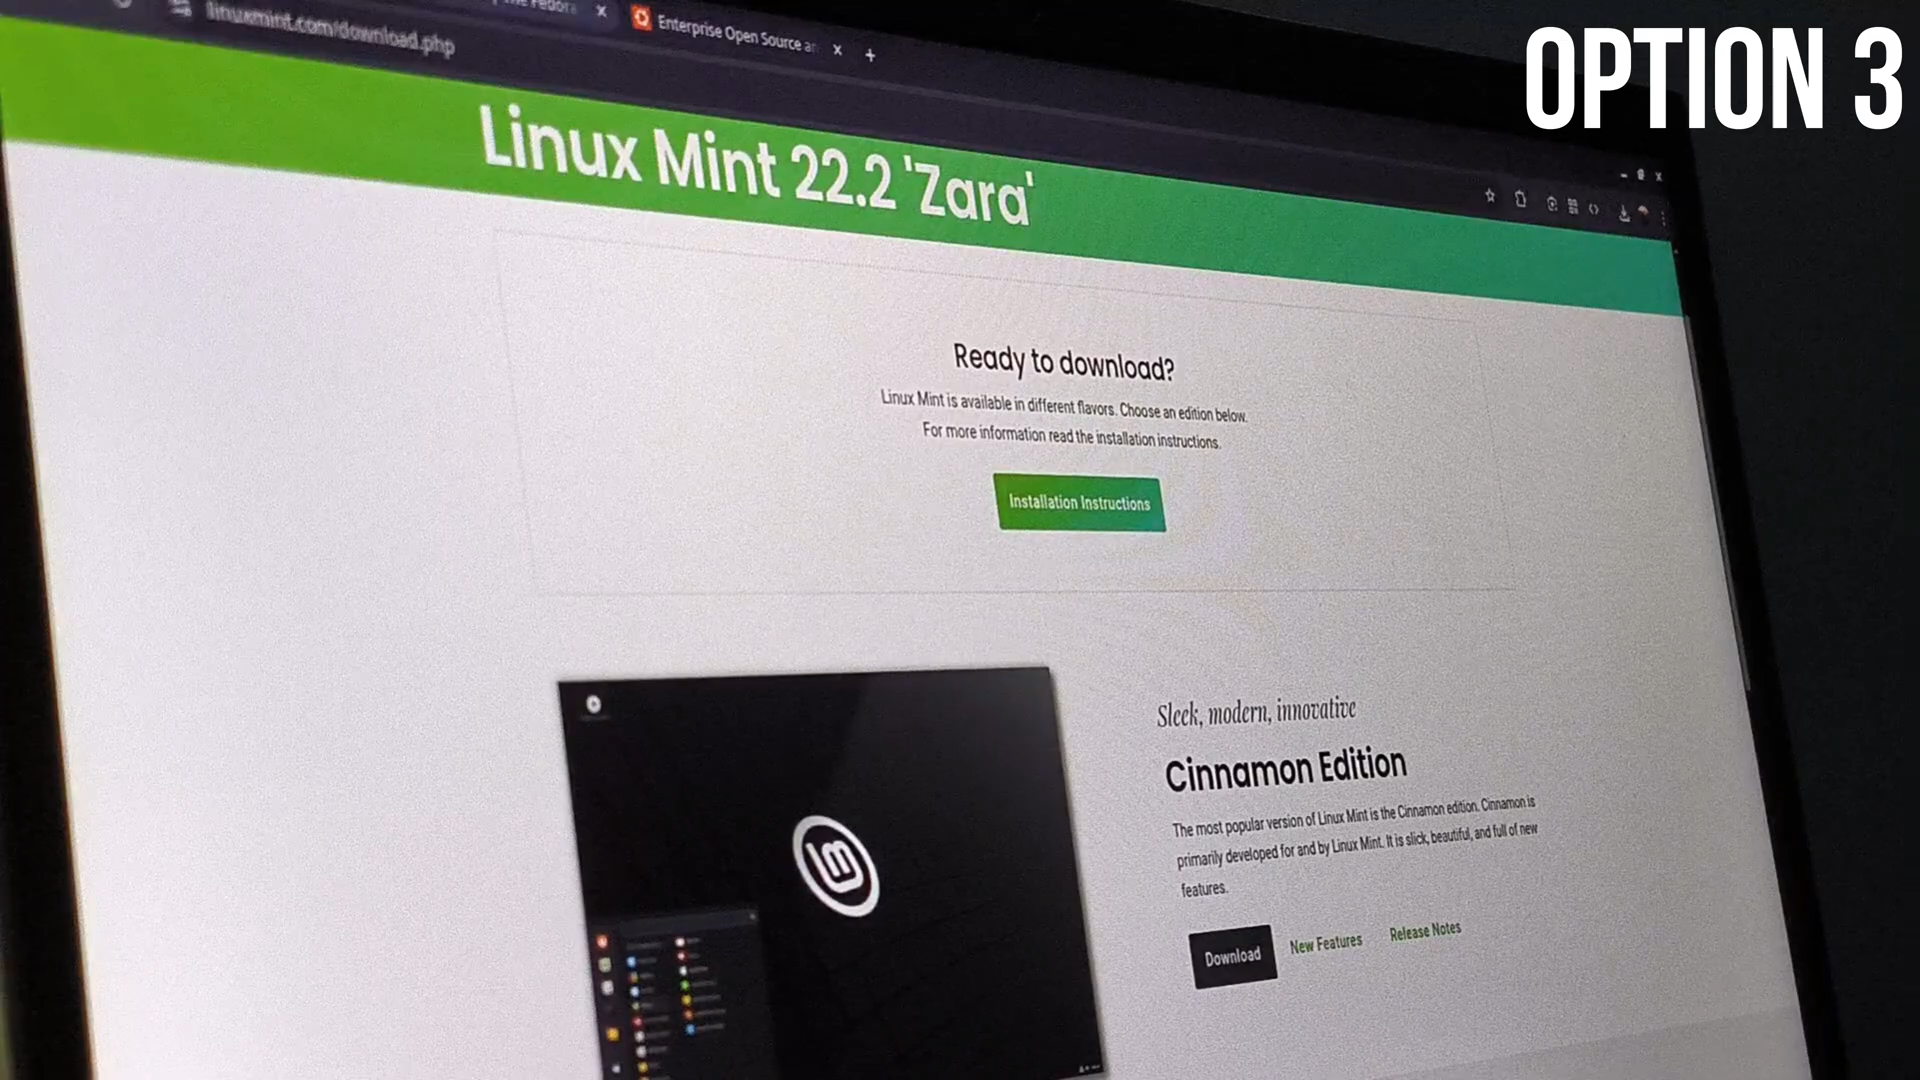 OPTION 3
Fedora
Enterprise Open Source
linuxmint.com/download.php
Linux Mint 22.2 'Zara'
Ready to download?
Linux Mint is available in different flavors. Choose an edition below.
For more information read the installation instructions.
Installation Instructions
Sleek, modern, innovative
Cinnamon Edition
The most popular version of Linux Mint is the Cinnamon edition. Cinnamon is
primarily developed for and by Linux Mint. It is slick, beautiful, and full of new
features.
Download
New Features
Release Notes